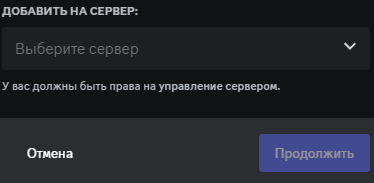 ДОБАВИТЬ НА СЕРВЕР:
Выберите сервер
У вас должны быть права на управление сервером.
Отмена
Продолжить